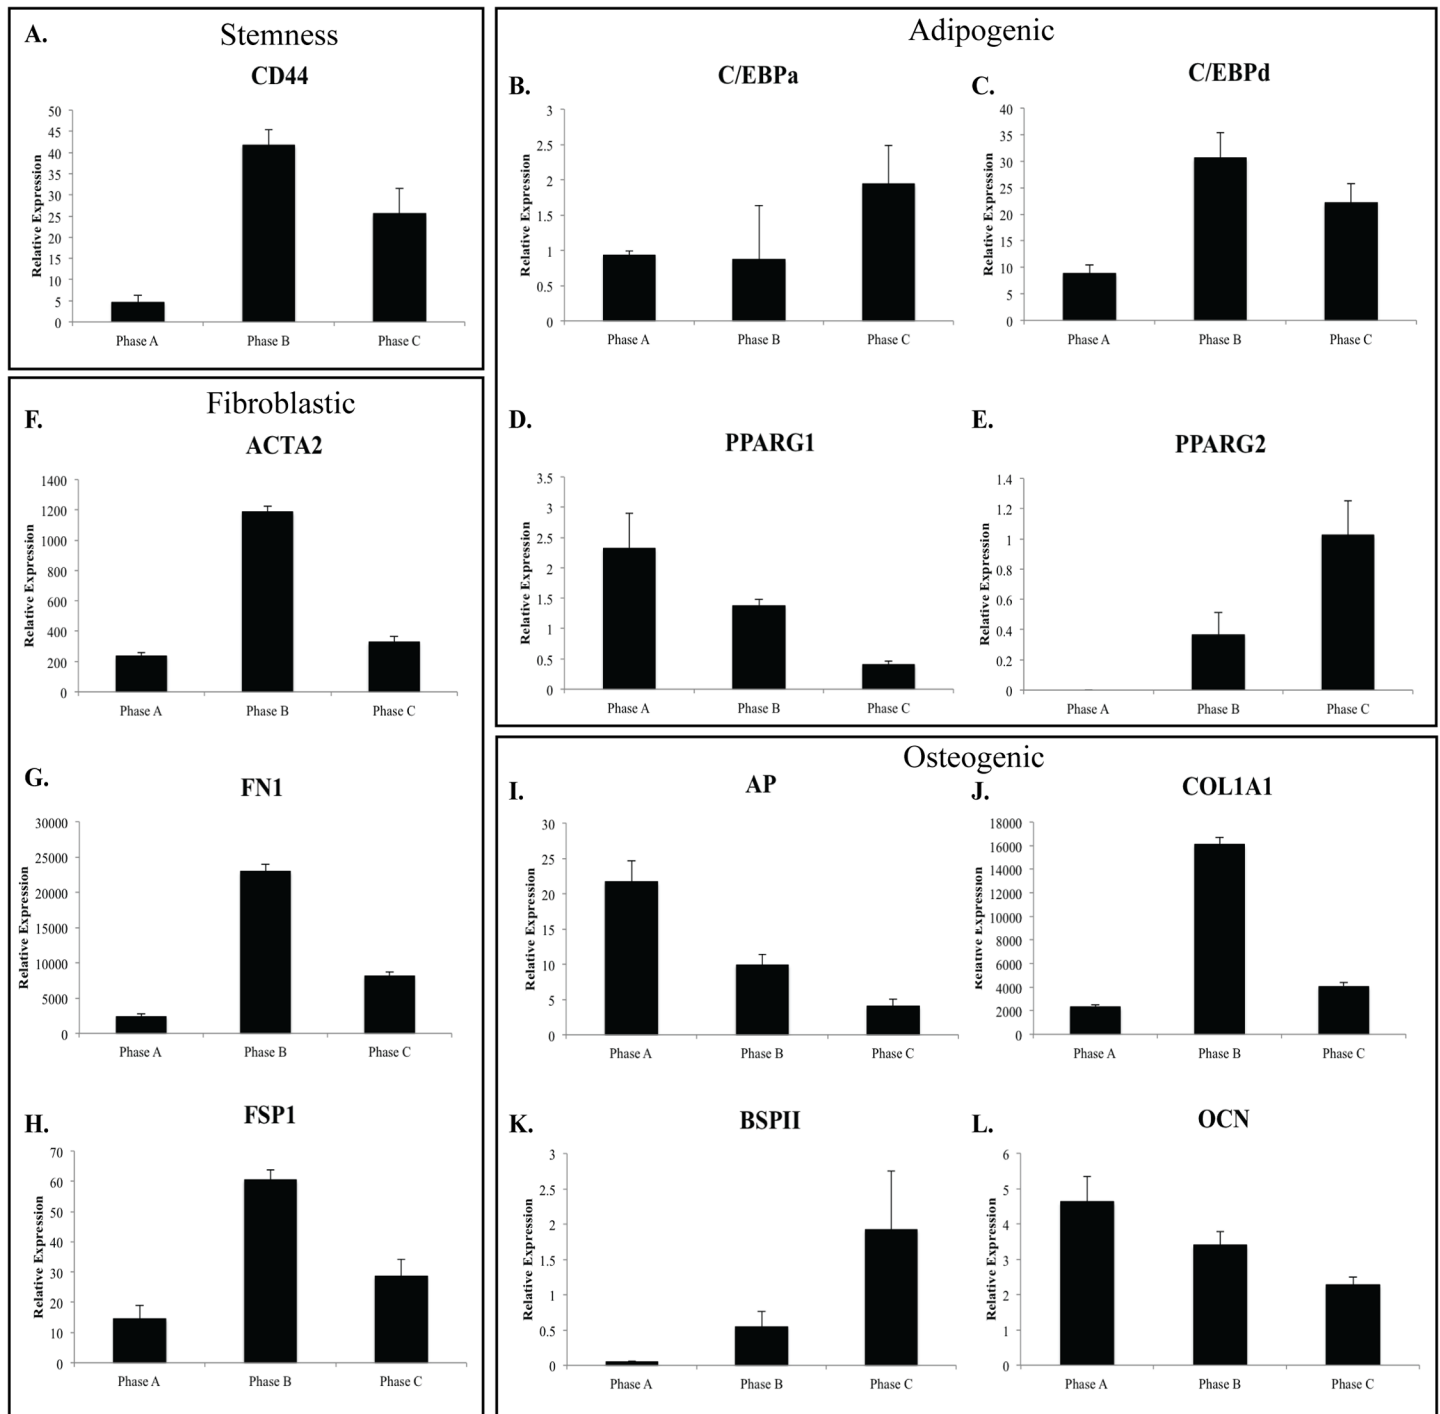 A.
Stemness
CD44
50
45
40
35
30
25
20
15
10
5
0
Relative Expression
Phase A Phase B Phase C
Adipogenic
B.
C/EBPa
3
2.5
2
1.5
1
0.5
0
Relative Expression
Phase A Phase B Phase C
C.
C/EBPd
40
35
30
25
20
15
10
5
0
Relative Expression
Phase A Phase B Phase C
D.
PPARG1
3.5
3
2.5
2
1.5
1
0.5
0
Relative Expression
Phase A Phase B Phase C
E.
PPARG2
1.4
1.2
1
0.8
0.6
0.4
0.2
0
Relative Expression
Phase A Phase B Phase C
Fibroblastic
F.
ACTA2
1400
1200
1000
800
600
400
200
0
Relative Expression
Phase A Phase B Phase C
G.
FN1
30000
25000
20000
15000
10000
5000
0
Relative Expression
Phase A Phase B Phase C
H.
FSP1
70
60
50
40
30
20
10
0
Relative Expression
Phase A Phase B Phase C
Osteogenic
I.
AP
30
25
20
15
10
5
0
Relative Expression
Phase A Phase B Phase C
J.
COL1A1
18000
16000
14000
12000
10000
8000
6000
4000
2000
0
Relative Expression
Phase A Phase B Phase C
K.
BSPII
3
2.5
2
1.5
1
0.5
0
Relative Expression
Phase A Phase B Phase C
L.
OCN
6
5
4
3
2
1
0
Relative Expression
Phase A Phase B Phase C